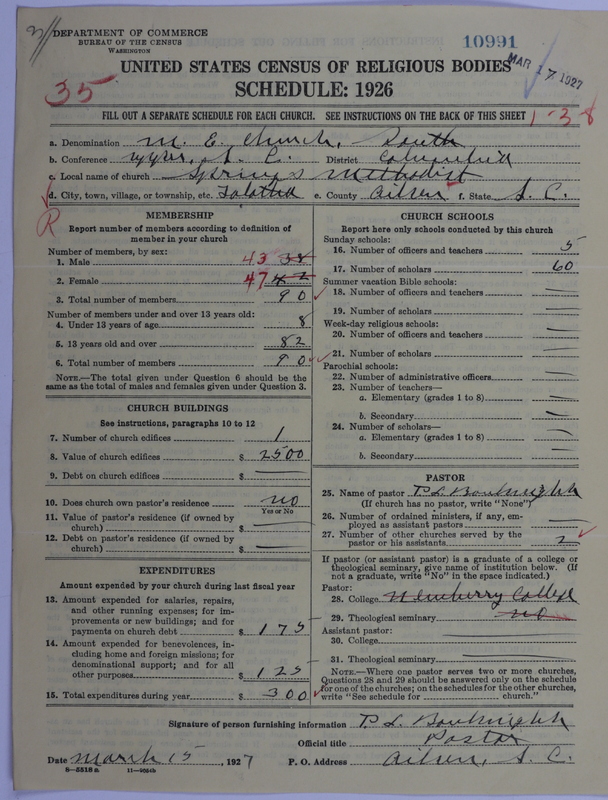 DEPARTMENT OF COMMERCE
BUREAU OF THE CENSUS
WASHINGTON
10991
MAR 17 1927
UNITED STATES CENSUS OF RELIGIOUS BODIES
SCHEDULE: 1926
35
FILL OUT A SEPARATE SCHEDULE FOR EACH CHURCH. SEE INSTRUCTIONS ON THE BACK OF THIS SHEET
1-38
a. Denomination M. E. Church, South
b. Conference Upper, S. C. District Columbia
c. Local name of church Springs Methodist
d. City, town, village, or township, etc. e. County Aiken f. State S. C.
R
MEMBERSHIP
Report number of members according to definition of
member in your church
Number of members, by sex:
1. Male 43 38
2. Female 47 42
3. Total number of members 90
Number of members under and over 13 years old:
4. Under 13 years of age 8
5. 13 years old and over 82
6. Total number of members 90
NOTE.—The total given under Question 6 should be
same as the total of males and females given under Question 3.
CHURCH BUILDINGS
See instructions, paragraphs 10 to 12
7. Number of church edifices 1
8. Value of church edifices $ 2500
9. Debt on church edifices $
10. Does church own pastor's residence no
Yes or No
11. Value of pastor's residence (if owned by
church) $
12. Debt on pastor's residence (if owned by
church) $
EXPENDITURES
Amount expended by your church during last fiscal year
13. Amount expended for salaries, repairs,
and other running expenses; for im-
provements or new buildings; and for
payments on church debt $ 175
14. Amount expended for benevolences, in-
cluding home and foreign missions; for
denominational support; and for all
other purposes $ 125
15. Total expenditures during year $ 300
CHURCH SCHOOLS
Report here only schools conducted by this church
Sunday schools:
16. Number of officers and teachers 5
17. Number of scholars 60
Summer vacation Bible schools:
18. Number of officers and teachers
19. Number of scholars
Week-day religious schools:
20. Number of officers and teachers
21. Number of scholars
Parochial schools:
22. Number of administrative officers
23. Number of teachers—
a. Elementary (grades 1 to 8)
b. Secondary
24. Number of scholars—
a. Elementary (grades 1 to 8)
b. Secondary
PASTOR
25. Name of pastor P. L. Bouknight
(If church has no pastor, write "None")
26. Number of ordained ministers, if any, em-
ployed as assistant pastors
27. Number of other churches served by the
pastor or his assistants 2
If pastor (or assistant pastor) is a graduate of a college or
theological seminary, give name of institution below. (If
not a graduate, write "No" in the space indicated.)
Pastor:
28. College Newberry College
29. Theological seminary no
Assistant pastor:
30. College
31. Theological seminary
NOTE.—Where one pastor serves two or more churches,
Questions 28 and 29 should be answered only on the schedule
for one of the churches; on the schedules for the other churches,
write "See schedule for church."
Signature of person furnishing information P. L. Bouknight
Official title Pastor
Date March 15, 1927 P. O. Address Aiken, S. C.
8—5518a 11—9064b